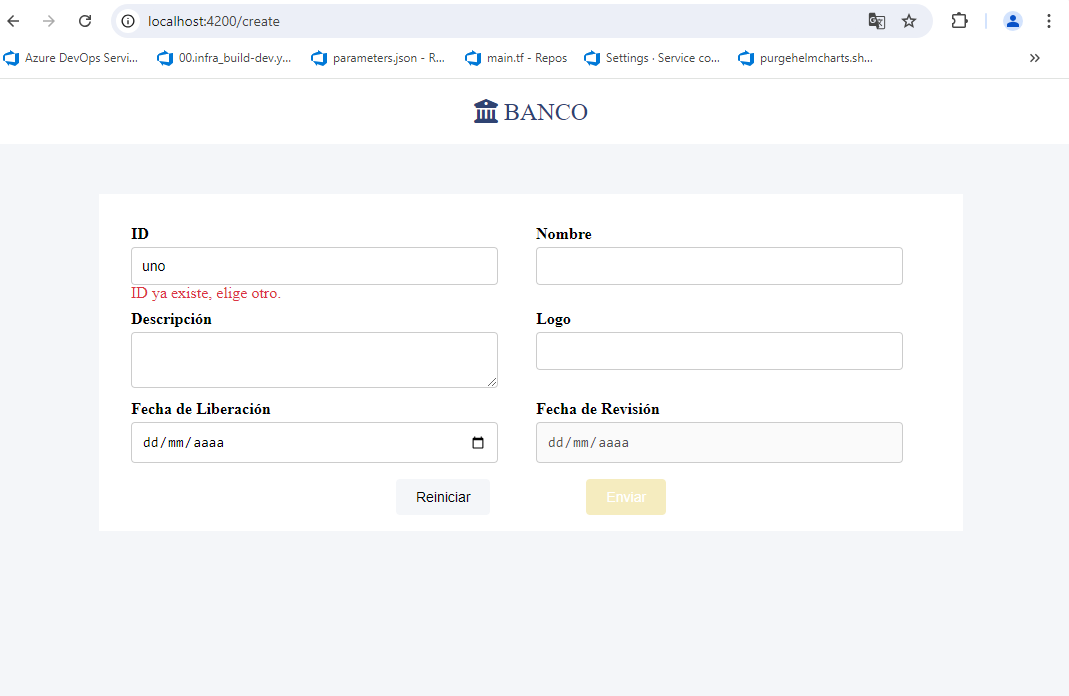 localhost:4200/create
Azure DevOps Servi... 00.infra_build-dev.y... parameters.json - R... main.tf - Repos Settings · Service co... purgehelmcharts.sh...
BANCO
ID Nombre
uno
ID ya existe, elige otro.
Descripción Logo
Fecha de Liberación Fecha de Revisión
dd/mm/aaaa dd/mm/aaaa
Reiniciar Enviar